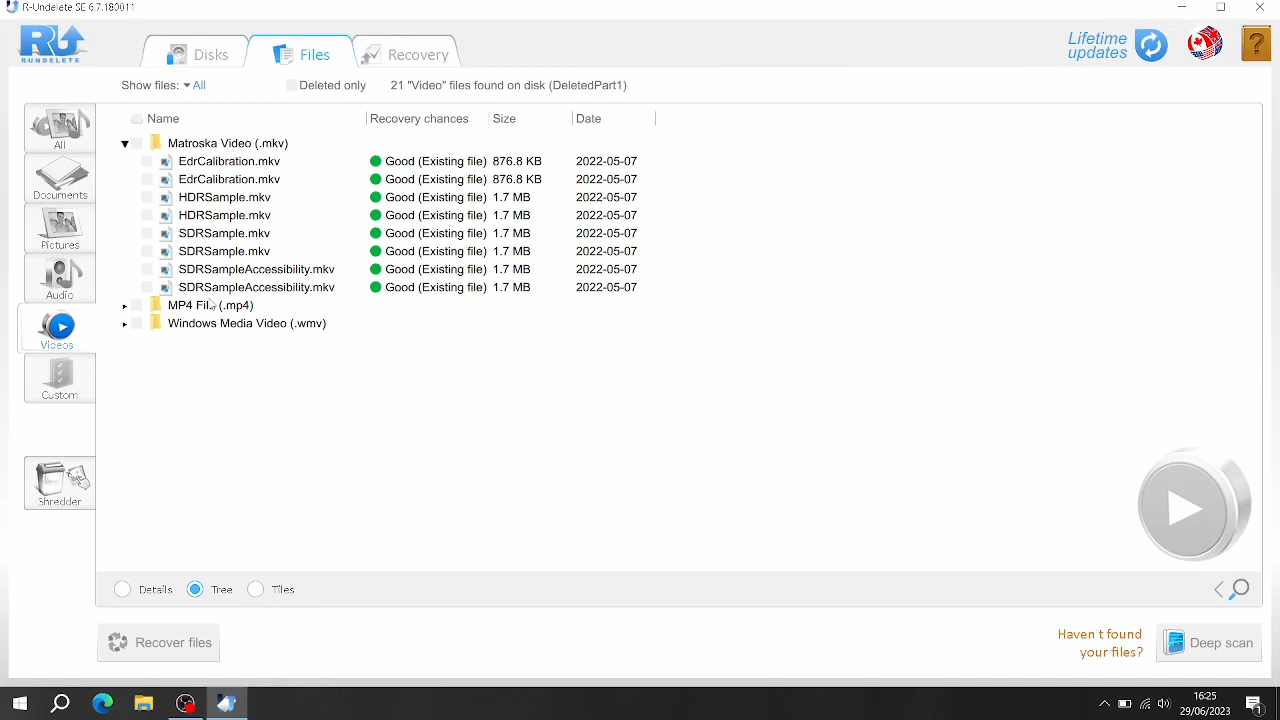 R-Undelete SE 6.7.180011
RU
R-UNDELETE
Disks
Files
Recovery
Lifetime
updates
?
Show files: All
Deleted only
21 "Video" files found on disk (DeletedPart1)
All
Documents
Pictures
Audio
Videos
Custom
Shredder
Name Recovery chances Size Date
Matroska Video (.mkv)
EdrCalibration.mkv Good (Existing file) 876.8 KB 2022-05-07
EdrCalibration.mkv Good (Existing file) 876.8 KB 2022-05-07
HDRSample.mkv Good (Existing file) 1.7 MB 2022-05-07
HDRSample.mkv Good (Existing file) 1.7 MB 2022-05-07
SDRSample.mkv Good (Existing file) 1.7 MB 2022-05-07
SDRSample.mkv Good (Existing file) 1.7 MB 2022-05-07
SDRSampleAccessibility.mkv Good (Existing file) 1.7 MB 2022-05-07
SDRSampleAccessibility.mkv Good (Existing file) 1.7 MB 2022-05-07
MP4 File (.mp4)
Windows Media Video (.wmv)
Details Tree Tiles
Recover files
Haven t found
your files?
Deep scan
16:25
29/06/2023
1